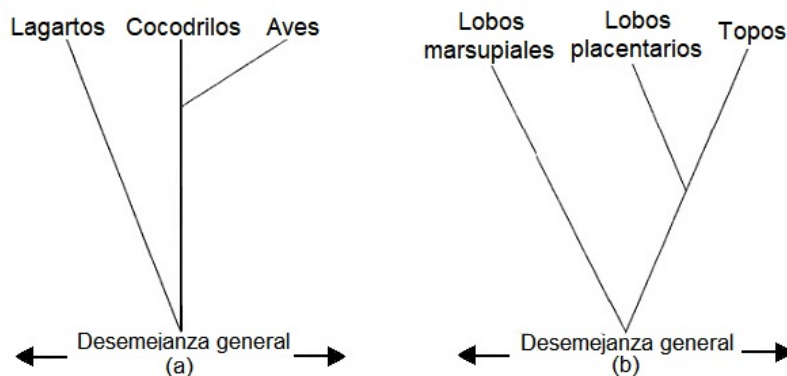 Lagartos Cocodrilos Aves
Desemejanza general
(a)
Lobos marsupiales
Lobos placentarios
Topos
Desemejanza general
(b)